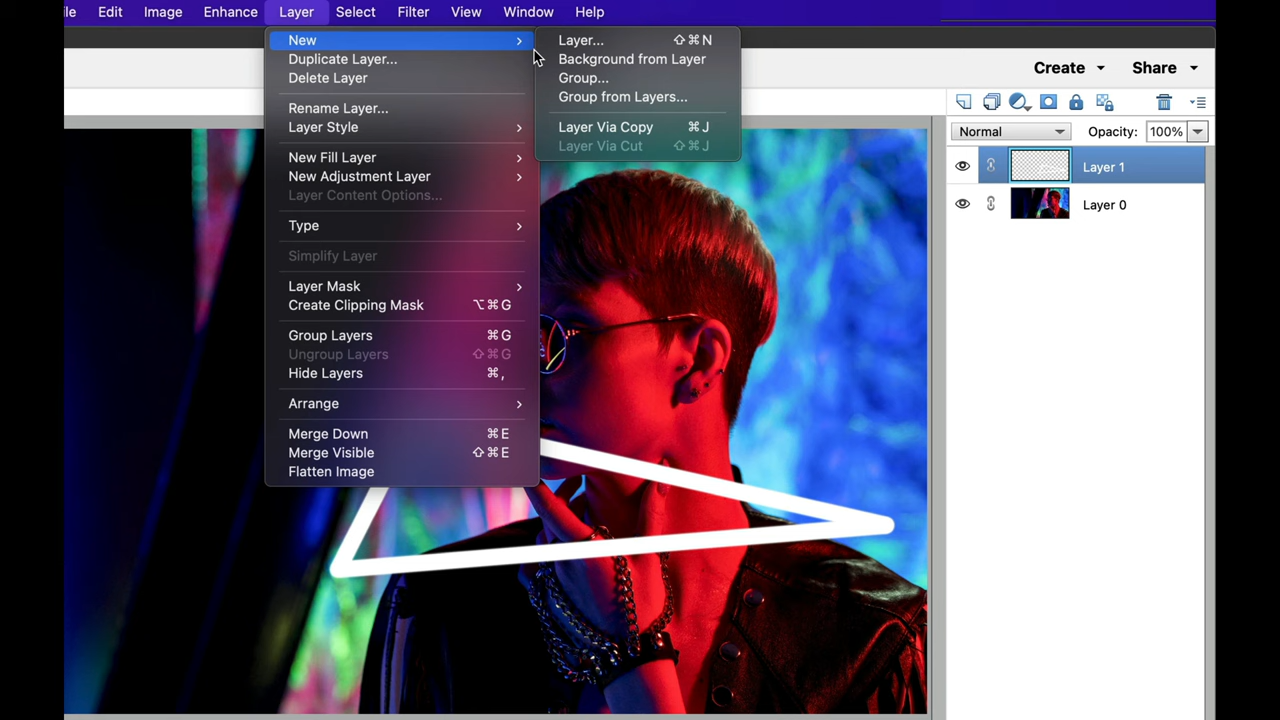 ile Edit Image Enhance Layer Select Filter View Window Help
New
Duplicate Layer...
Delete Layer
Rename Layer...
Layer Style
New Fill Layer
New Adjustment Layer
Layer Content Options...
Type
Simplify Layer
Layer Mask
Create Clipping Mask ⌥⌘G
Group Layers ⌘G
Ungroup Layers ⇧⌘G
Hide Layers ⌘,
Arrange
Merge Down ⌘E
Merge Visible ⇧⌘E
Flatten Image
Layer... ⇧⌘N
Background from Layer
Group...
Group from Layers...
Layer Via Copy ⌘J
Layer Via Cut ⇧⌘J
Create Share
Normal Opacity: 100%
Layer 1
Layer 0